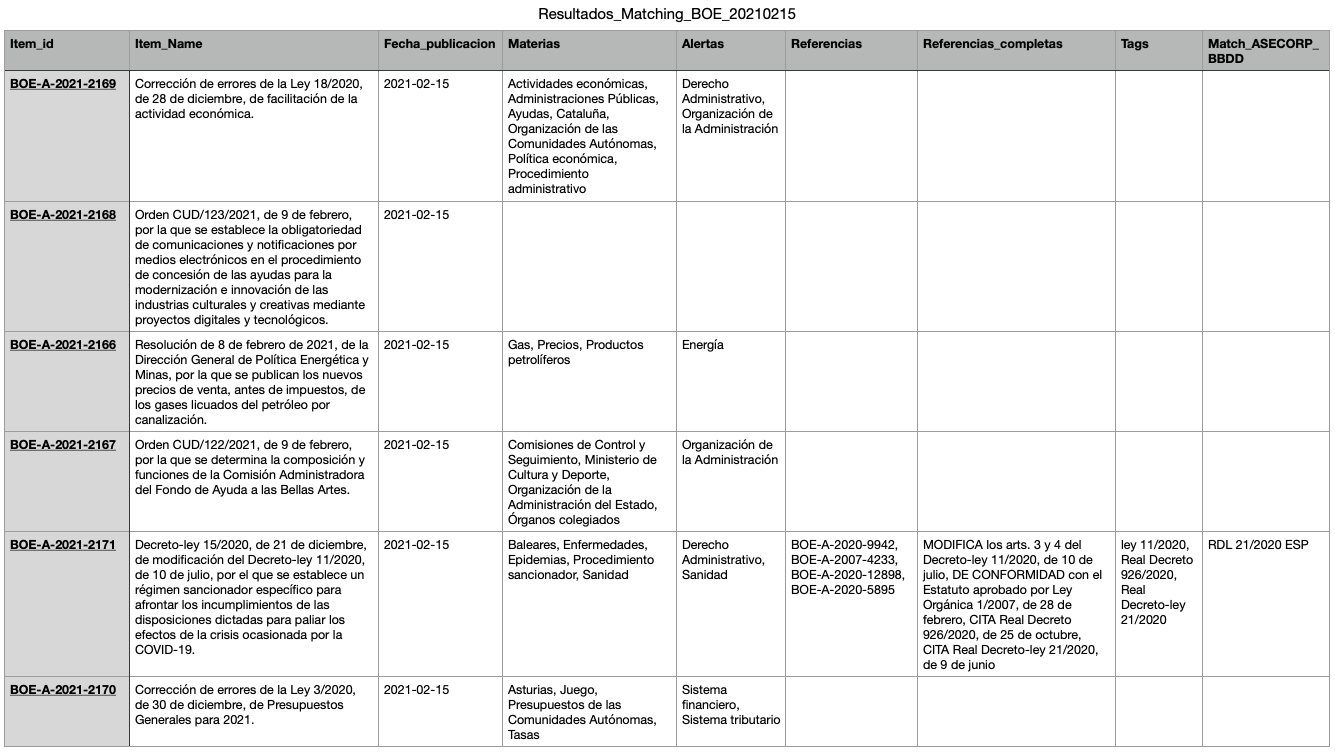 Resultados_Matching_BOE_20210215
Item_id
Item_Name
Fecha_publicacion
Materias
Alertas
Referencias
Referencias_completas
Tags
Match_ASECORP_
BBDD
BOE-A-2021-2169
Corrección de errores de la Ley 18/2020,
de 28 de diciembre, de facilitación de la
actividad económica.
2021-02-15
Actividades económicas,
Administraciones Públicas,
Ayudas, Cataluña,
Organización de las
Comunidades Autónomas,
Política económica,
Procedimiento
administrativo
Derecho
Administrativo,
Organización de
la Administración
BOE-A-2021-2168
Orden CUD/123/2021, de 9 de febrero,
por la que se establece la obligatoriedad
de comunicaciones y notificaciones por
medios electrónicos en el procedimiento
de concesión de las ayudas para la
modernización e innovación de las
industrias culturales y creativas mediante
proyectos digitales y tecnológicos.
2021-02-15
BOE-A-2021-2166
Resolución de 8 de febrero de 2021, de la
Dirección General de Política Energética y
Minas, por la que se publican los nuevos
precios de venta, antes de impuestos, de
los gases licuados del petróleo por
canalización.
2021-02-15
Gas, Precios, Productos
petrolíferos
Energía
BOE-A-2021-2167
Orden CUD/122/2021, de 9 de febrero,
por la que se determina la composición y
funciones de la Comisión Administradora
del Fondo de Ayuda a las Bellas Artes.
2021-02-15
Comisiones de Control y
Seguimiento, Ministerio de
Cultura y Deporte,
Organización de la
Administración del Estado,
Órganos colegiados
Organización de
la Administración
BOE-A-2021-2171
Decreto-ley 15/2020, de 21 de diciembre,
de modificación del Decreto-ley 11/2020,
de 10 de julio, por el que se establece un
régimen sancionador específico para
afrontar los incumplimientos de las
disposiciones dictadas para paliar los
efectos de la crisis ocasionada por la
COVID-19.
2021-02-15
Baleares, Enfermedades,
Epidemias, Procedimiento
sancionador, Sanidad
Derecho
Administrativo,
Sanidad
BOE-A-2020-9942,
BOE-A-2007-4233,
BOE-A-2020-12898,
BOE-A-2020-5895
MODIFICA los arts. 3 y 4 del
Decreto-ley 11/2020, de 10 de
julio, DE CONFORMIDAD con el
Estatuto aprobado por Ley
Orgánica 1/2007, de 28 de
febrero, CITA Real Decreto
926/2020, de 25 de octubre,
CITA Real Decreto-ley 21/2020,
de 9 de junio
ley 11/2020,
Real Decreto
926/2020,
Real
Decreto-ley
21/2020
RDL 21/2020 ESP
BOE-A-2021-2170
Corrección de errores de la Ley 3/2020,
de 30 de diciembre, de Presupuestos
Generales para 2021.
2021-02-15
Asturias, Juego,
Presupuestos de las
Comunidades Autónomas,
Tasas
Sistema
financiero,
Sistema tributario